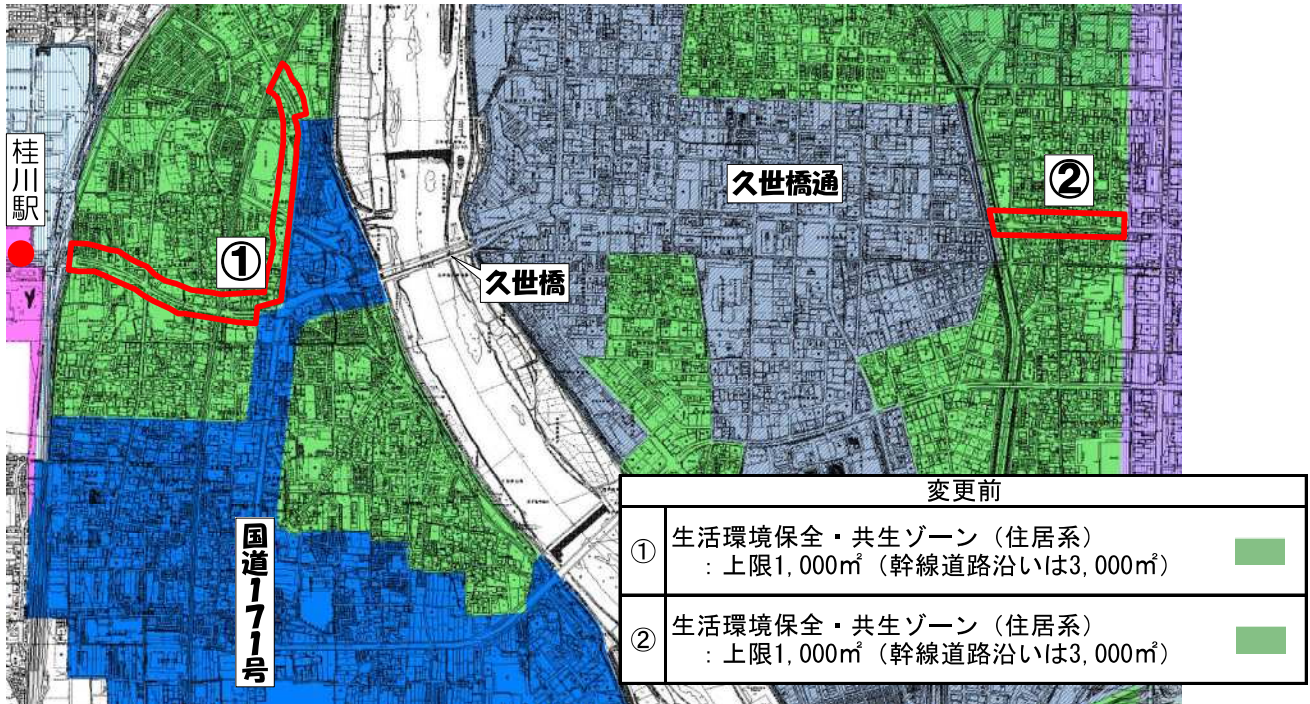 桂川駅
①
久世橋通
②
久世橋
国道171号
変更前
① 生活環境保全・共生ゾーン（住居系）
：上限1,000㎡（幹線道路沿いは3,000㎡）
② 生活環境保全・共生ゾーン（住居系）
：上限1,000㎡（幹線道路沿いは3,000㎡）